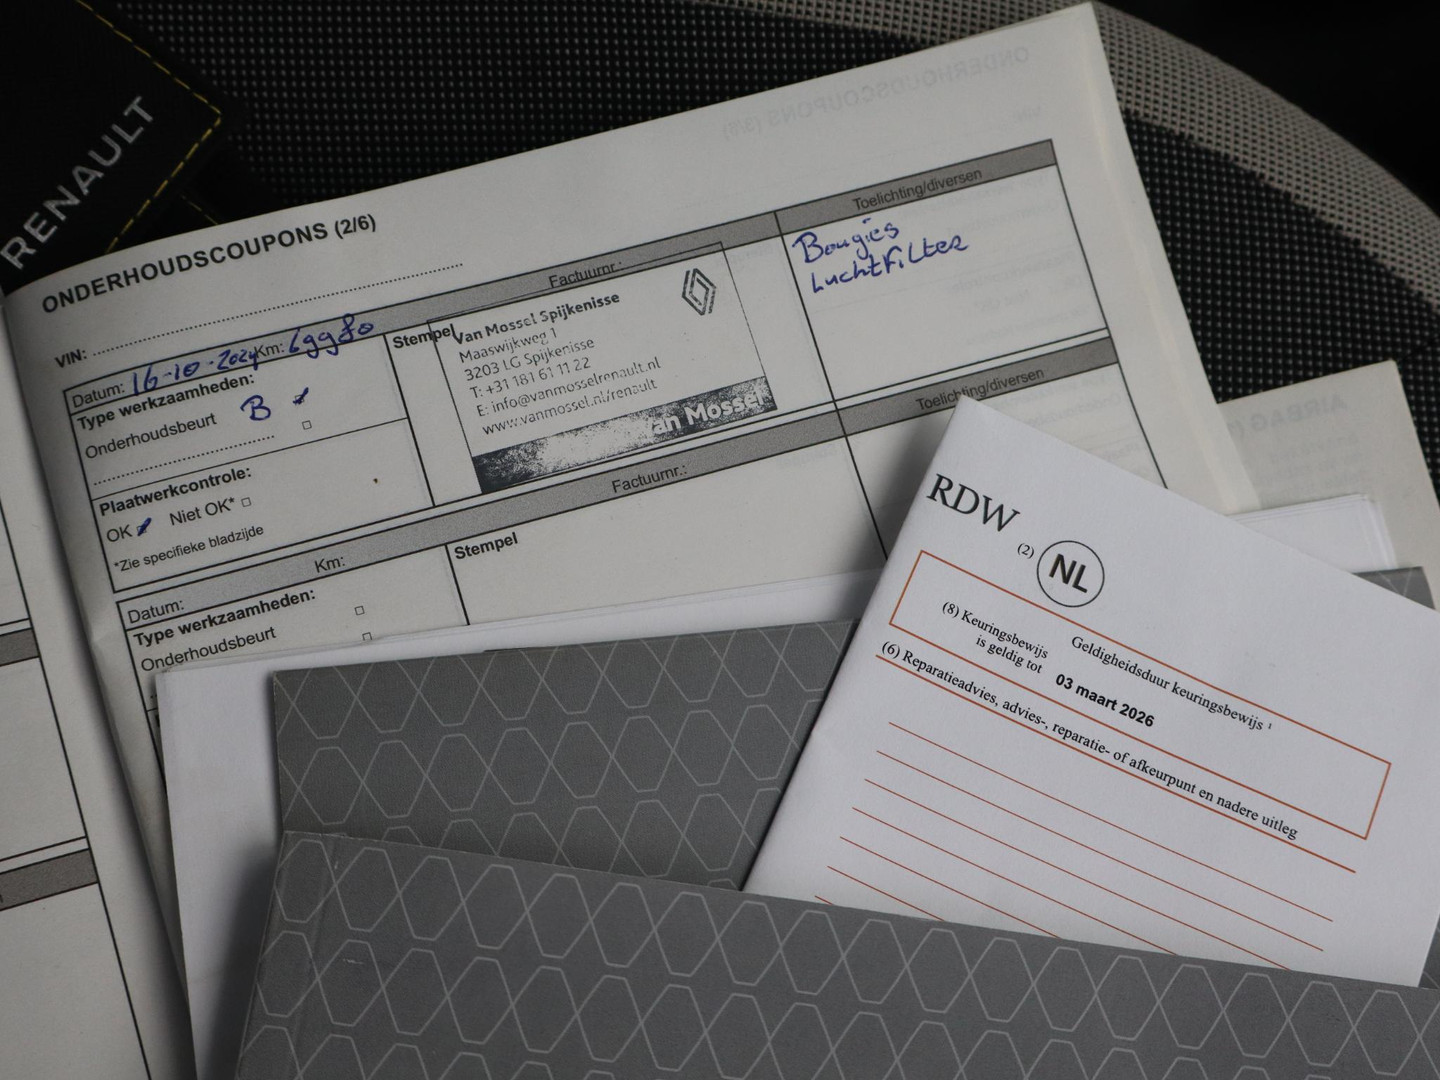 RENAULT
ONDERHOUDSCOUPONS (2/6)
VIN:
Datum: 16-10-2024 Km: 69980 Factuurnr.: Toelichting/diversen
Type werkzaamheden:
Onderhoudsbeurt B
Plaatwerkcontrole:
OK Niet OK*
*Zie specifieke bladzijde
Stempel
Van Mossel Spijkenisse
Maaswijkweg 1
3203 LG Spijkenisse
T: +31 181 61 11 22
E: info@vanmosselrenault.nl
www.vanmossel.nl/renault
van Mossel
Bougies
Luchtfilter
Datum: Km: Factuurnr.: Toelichting/diversen
Type werkzaamheden:
Onderhoudsbeurt
Stempel
RDW
(2) NL
(8) Keuringsbewijs
is geldig tot
Geldigheidsduur keuringsbewijs ¹
03 maart 2026
(6) Reparatieadvies, advies-, reparatie- of afkeurpunt en nadere uitleg